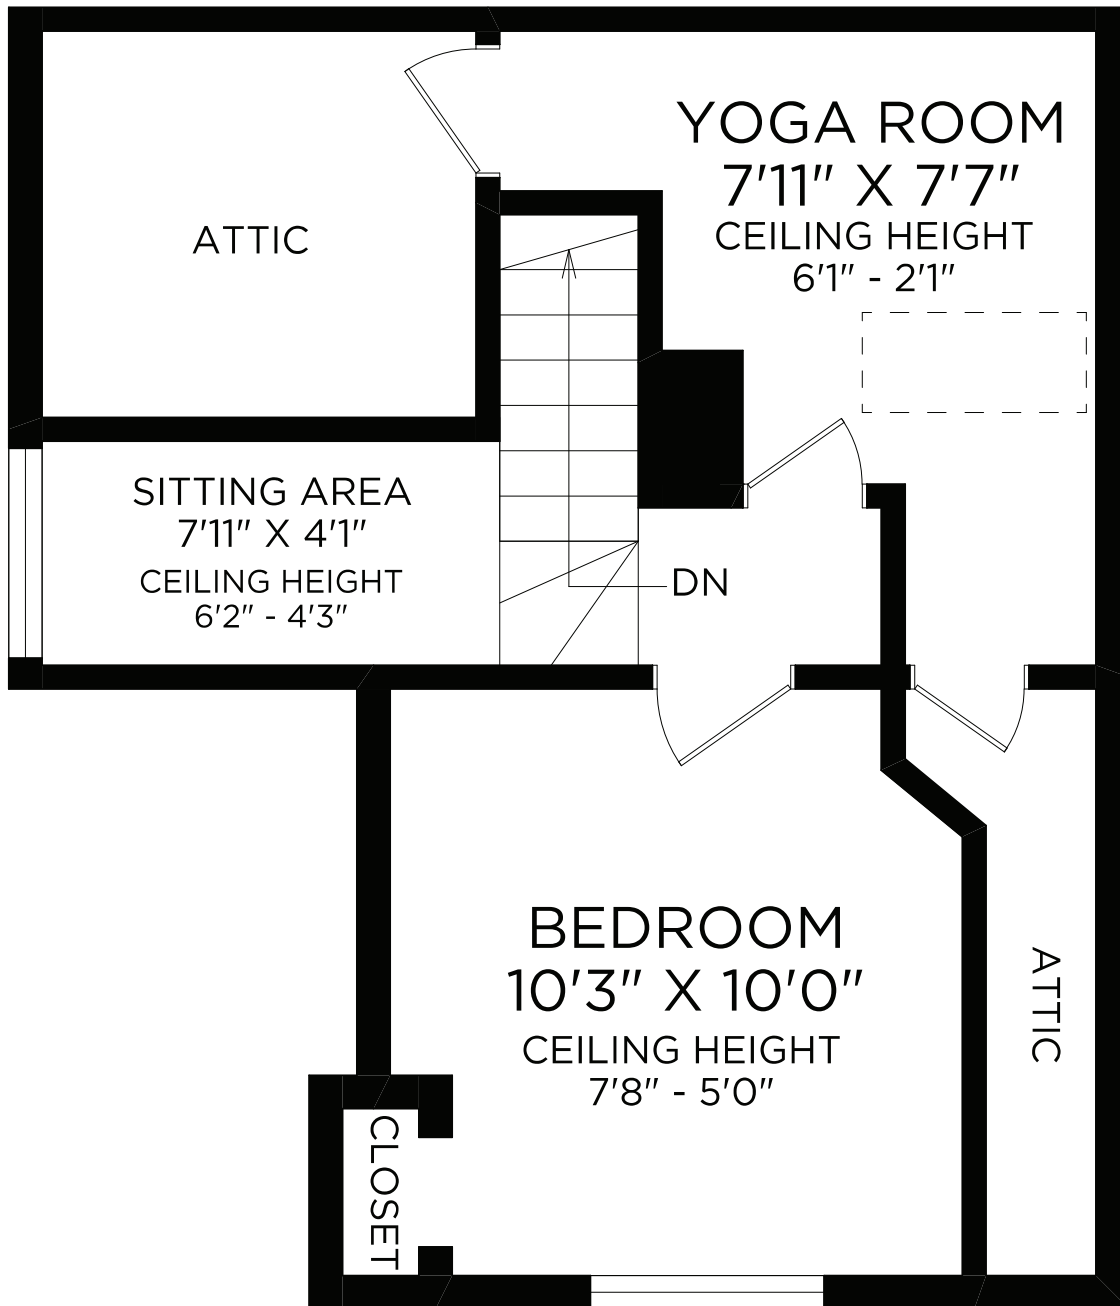 YOGA ROOM
7'11" X 7'7"
CEILING HEIGHT
6'1" - 2'1"
ATTIC
SITTING AREA
7'11" X 4'1"
CEILING HEIGHT
6'2" - 4'3"
DN
BEDROOM
10'3" X 10'0"
CEILING HEIGHT
7'8" - 5'0"
ATTIC
CLOSET